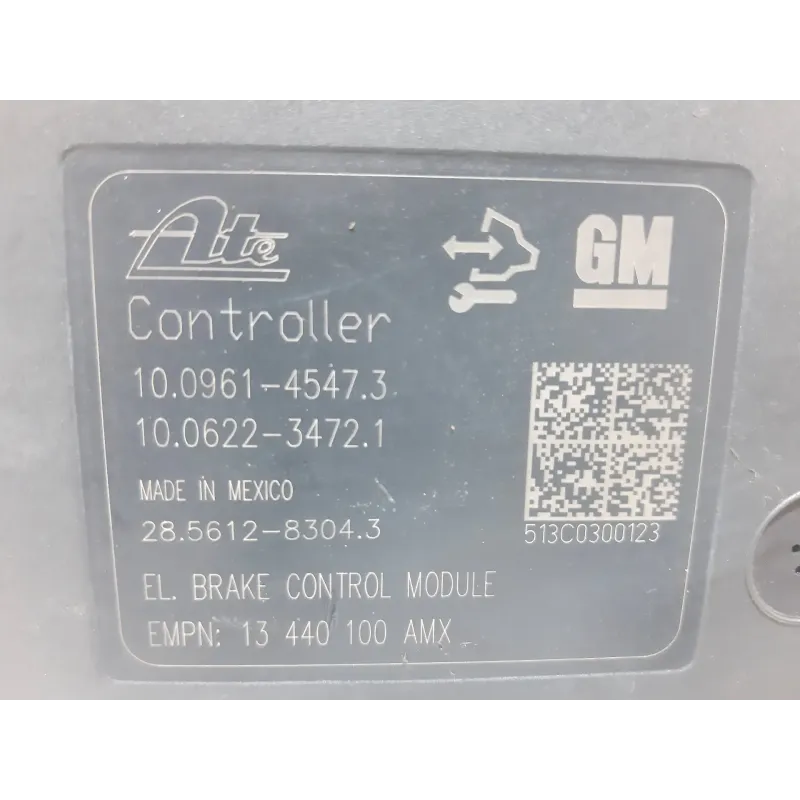 Ate
GM
Controller
10.0961-4547.3
10.0622-3472.1
MADE IN MEXICO
28.5612-8304.3
513C0300123
EL. BRAKE CONTROL MODULE
EMPN: 13 440 100 AMX